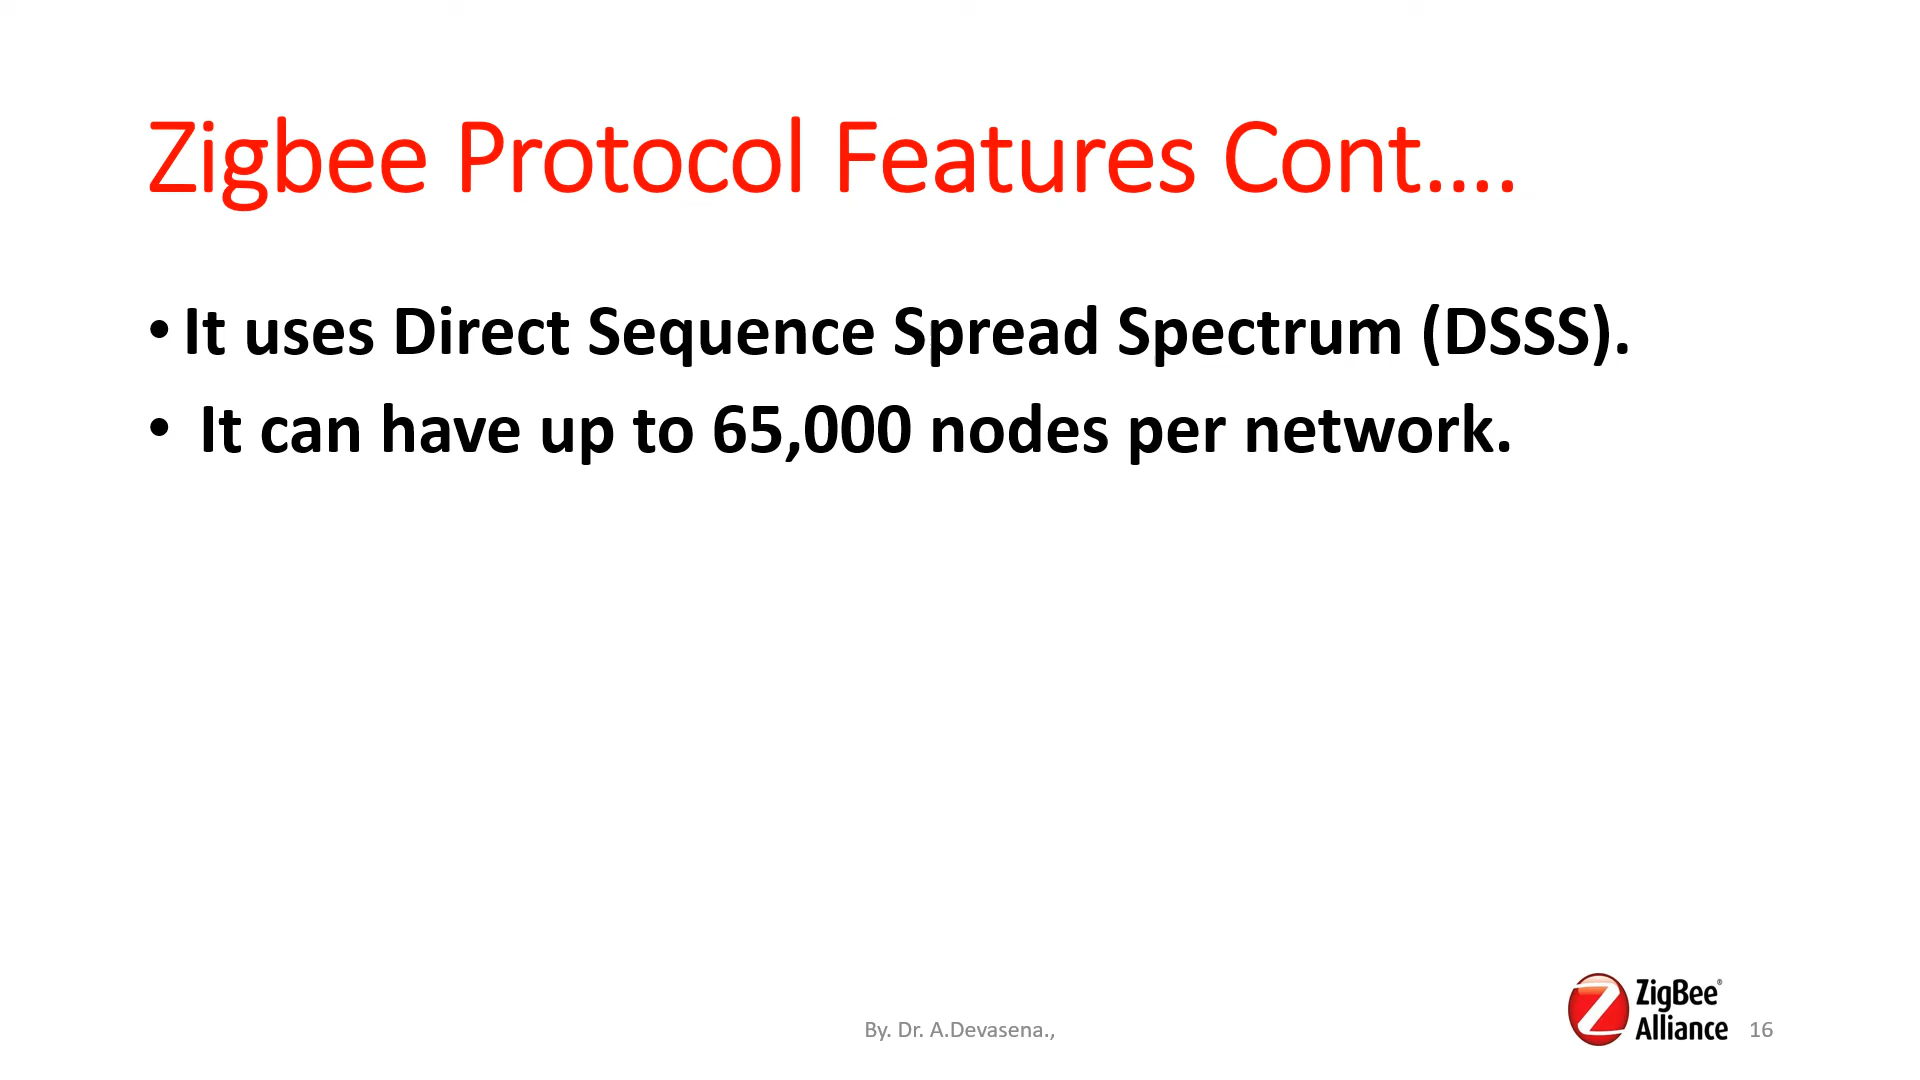 Zigbee Protocol Features Cont....
• It uses Direct Sequence Spread Spectrum (DSSS).
• It can have up to 65,000 nodes per network.
By. Dr. A.Devasena.,
ZigBee®
Alliance
16